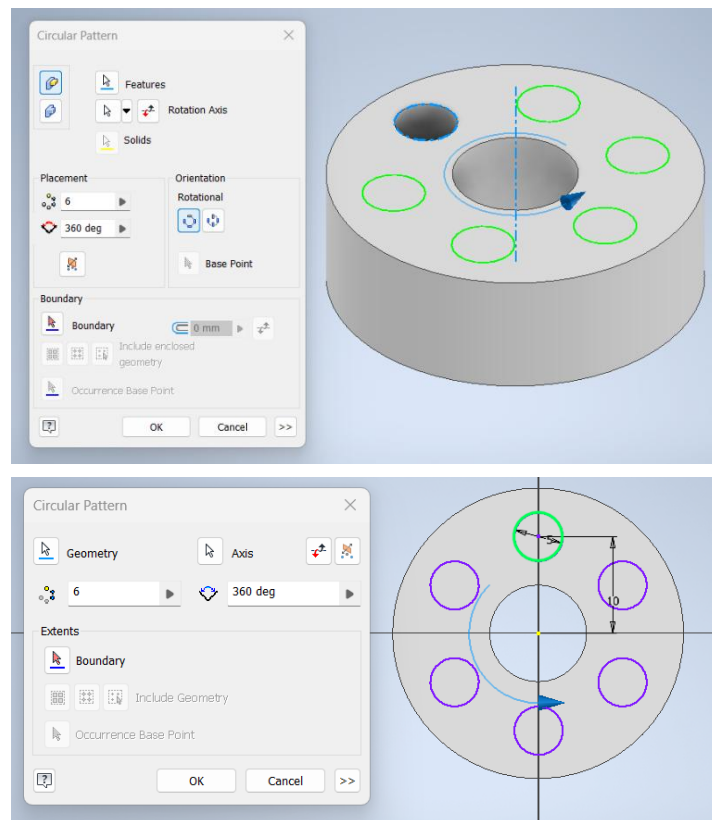 Circular Pattern
Features
Rotation Axis
Solids
Placement
Orientation
6
Rotational
360 deg
Base Point
Boundary
Boundary
0 mm
Include enclosed
geometry
Occurrence Base Point
OK
Cancel
>>
Circular Pattern
Geometry
Axis
6
360 deg
Extents
Boundary
Include Geometry
Occurrence Base Point
OK
Cancel
>>
5
10